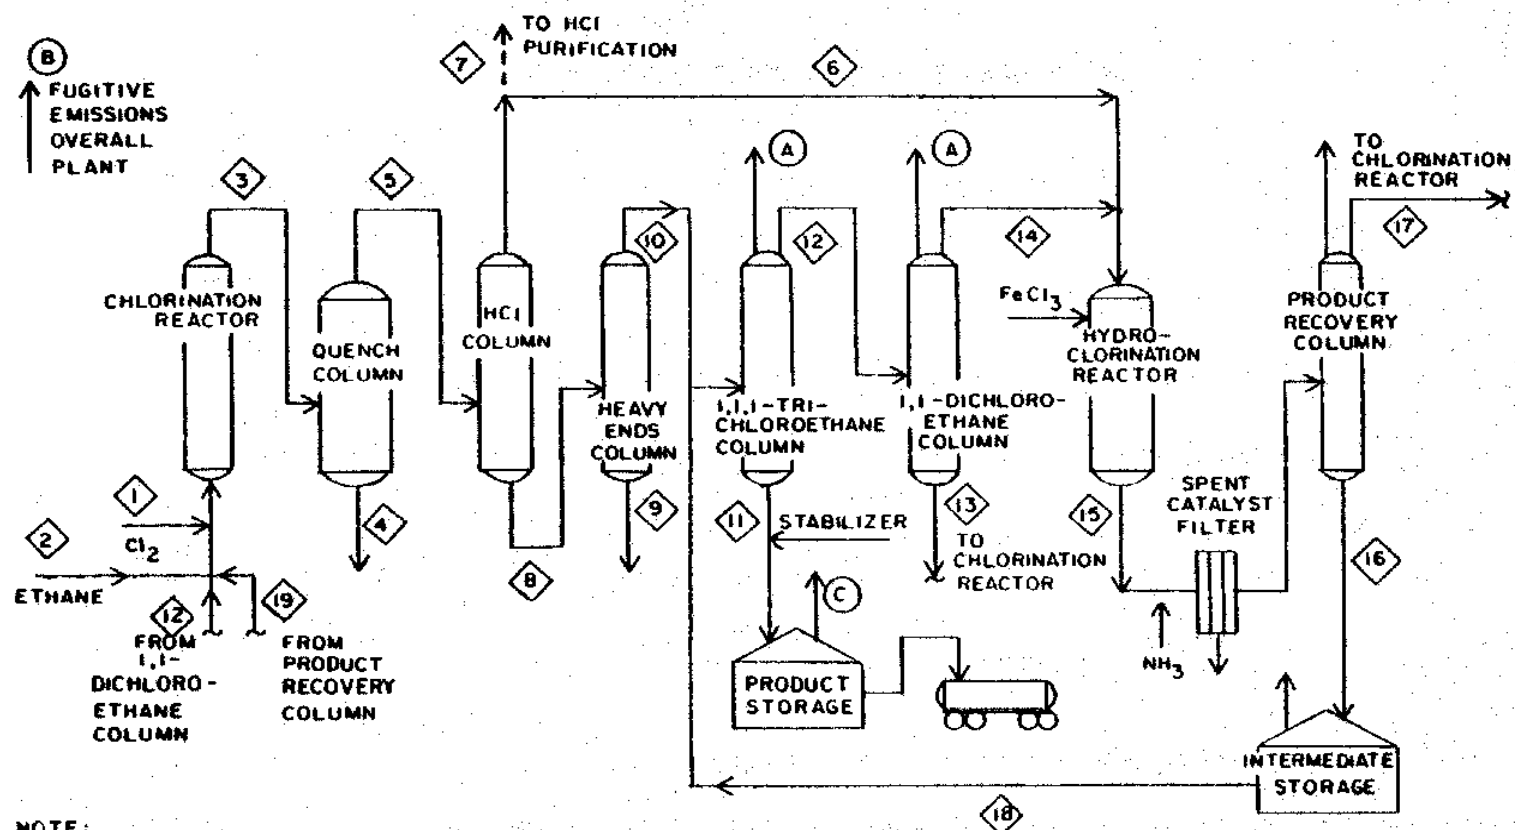 B
FUGITIVE
EMISSIONS
OVERALL
PLANT
TO HCl
PURIFICATION
7
6
3
5
A
A
TO
CHLORINATION
REACTOR
17
10
12
14
CHLORINATION
REACTOR
QUENCH
COLUMN
HCl
COLUMN
HEAVY
ENDS
COLUMN
1,1,1-TRI-
CHLOROETHANE
COLUMN
1,1-DICHLORO-
ETHANE
COLUMN
FeCl3
HYDRO-
CLORINATION
REACTOR
PRODUCT
RECOVERY
COLUMN
1
Cl2
2
ETHANE
12
FROM
1,1-
DICHLORO-
ETHANE
COLUMN
19
FROM
PRODUCT
RECOVERY
COLUMN
4
8
9
11
STABILIZER
13
TO
CHLORINATION
REACTOR
15
SPENT
CATALYST
FILTER
16
C
NH3
PRODUCT
STORAGE
INTERMEDIATE
STORAGE
18
NOTE: